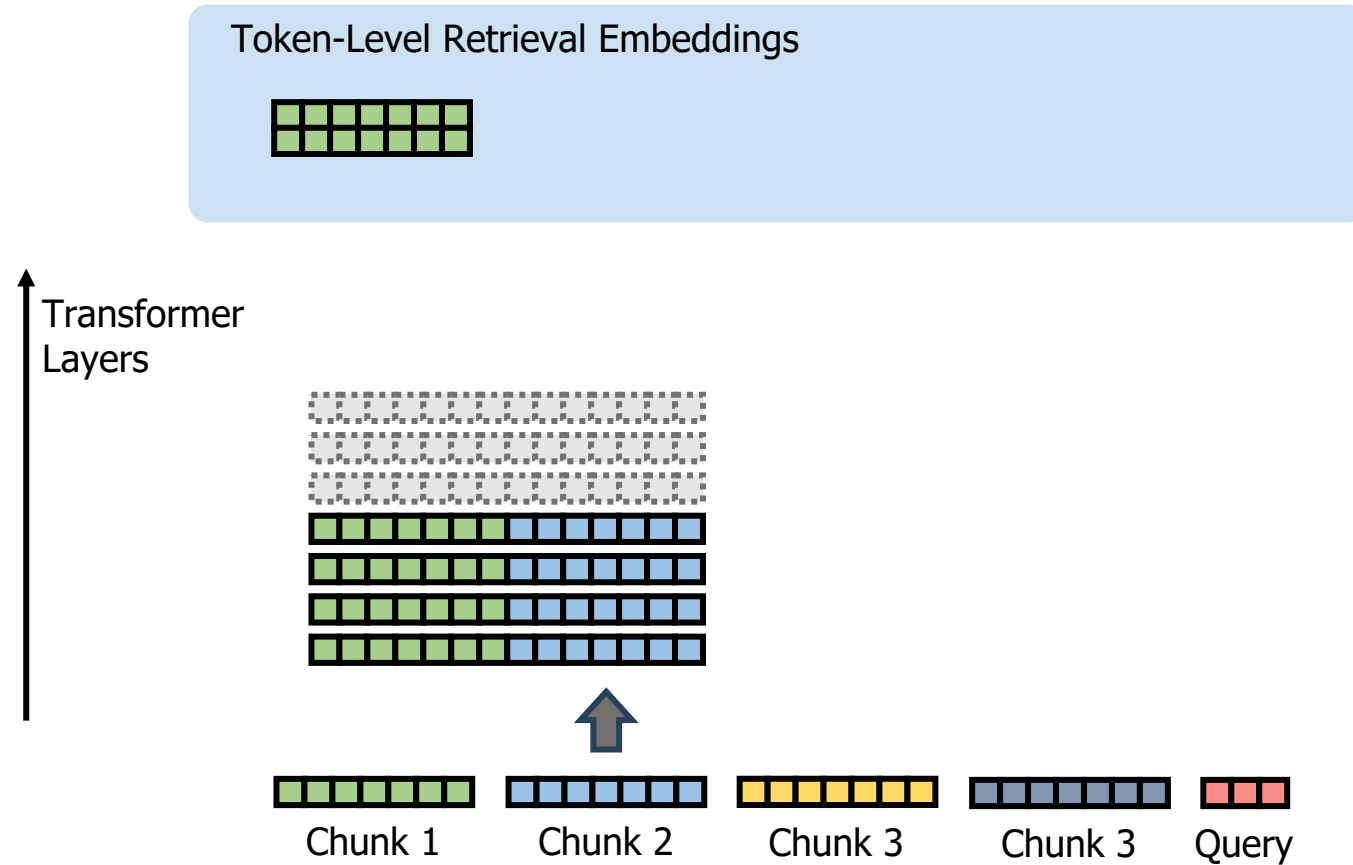 Token-Level Retrieval Embeddings
Transformer
Layers
Chunk 1
Chunk 2
Chunk 3
Chunk 3
Query